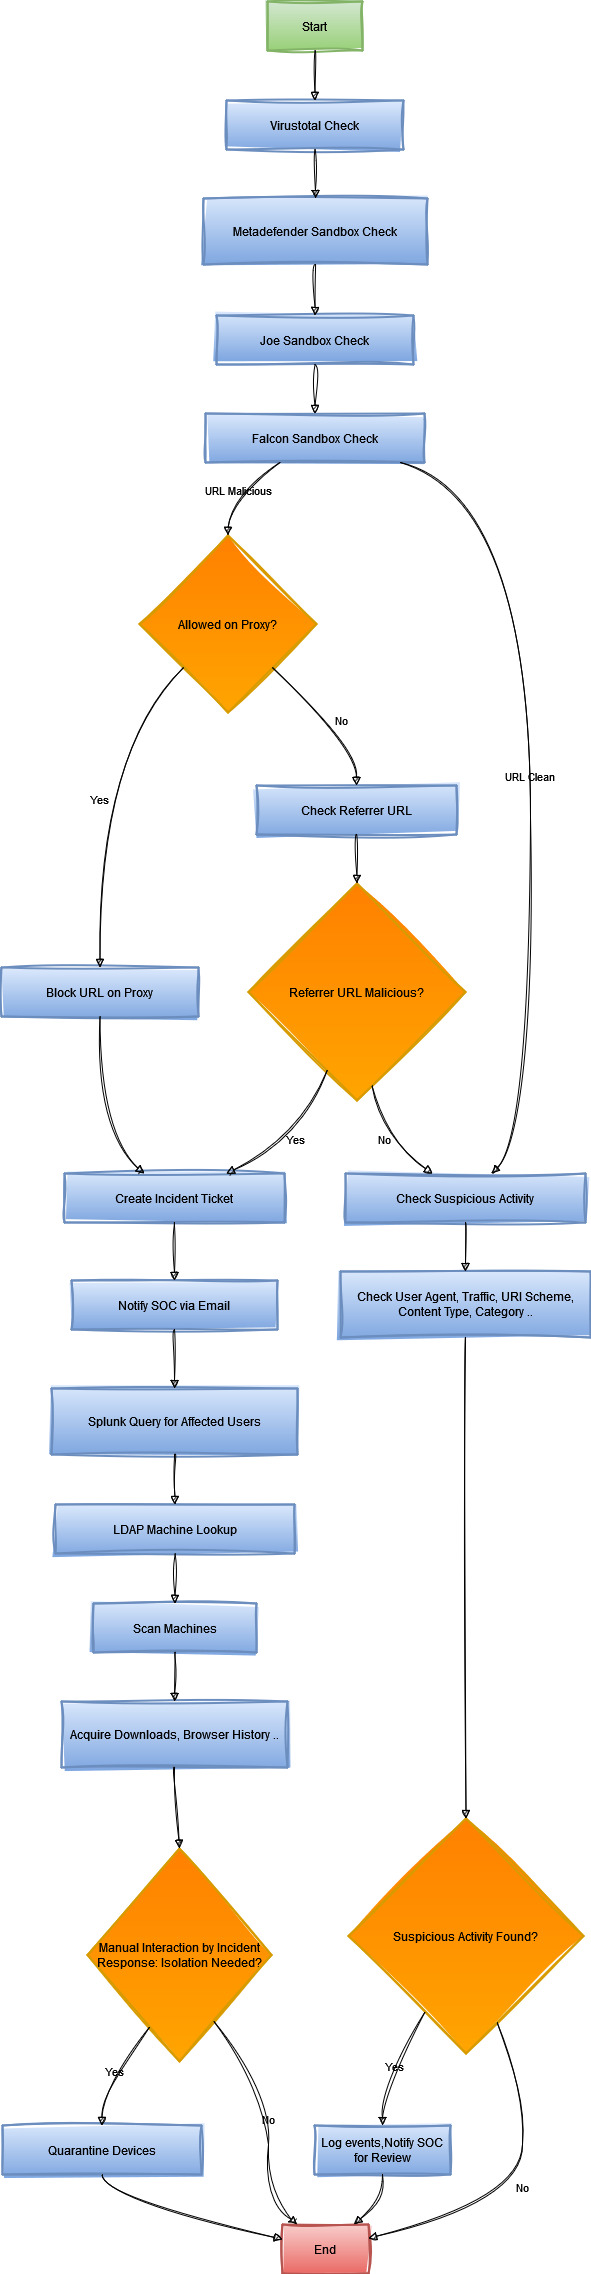 Start
Virustotal Check
Metadefender Sandbox Check
Joe Sandbox Check
Falcon Sandbox Check
URL Malicious
Allowed on Proxy?
No
URL Clean
Yes
Check Referrer URL
Block URL on Proxy
Referrer URL Malicious?
Yes
No
Create Incident Ticket
Check Suspicious Activity
Notify SOC via Email
Check User Agent, Traffic, URI Scheme,
Content Type, Category ..
Splunk Query for Affected Users
LDAP Machine Lookup
Scan Machines
Acquire Downloads, Browser History ..
Manual Interaction by Incident
Response: Isolation Needed?
Suspicious Activity Found?
Yes
No
Yes
No
Quarantine Devices
Log events,Notify SOC
for Review
End